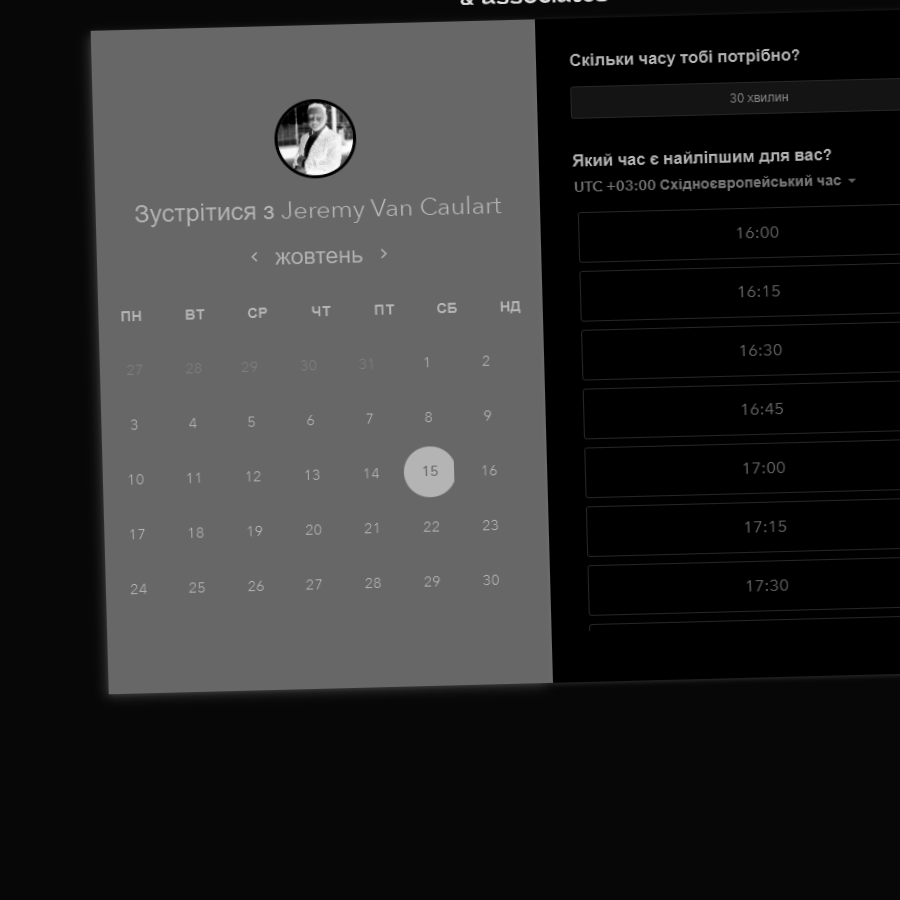 & associates
Зустрітися з Jeremy Van Caulart
‹ жовтень ›
ПН ВТ СР ЧТ ПТ СБ НД
27 28 29 30 31 1 2
3 4 5 6 7 8 9
10 11 12 13 14 15 16
17 18 19 20 21 22 23
24 25 26 27 28 29 30
Скільки часу тобі потрібно?
30 хвилин
Який час є найліпшим для вас?
UTC +03:00 Східноєвропейський час
16:00
16:15
16:30
16:45
17:00
17:15
17:30